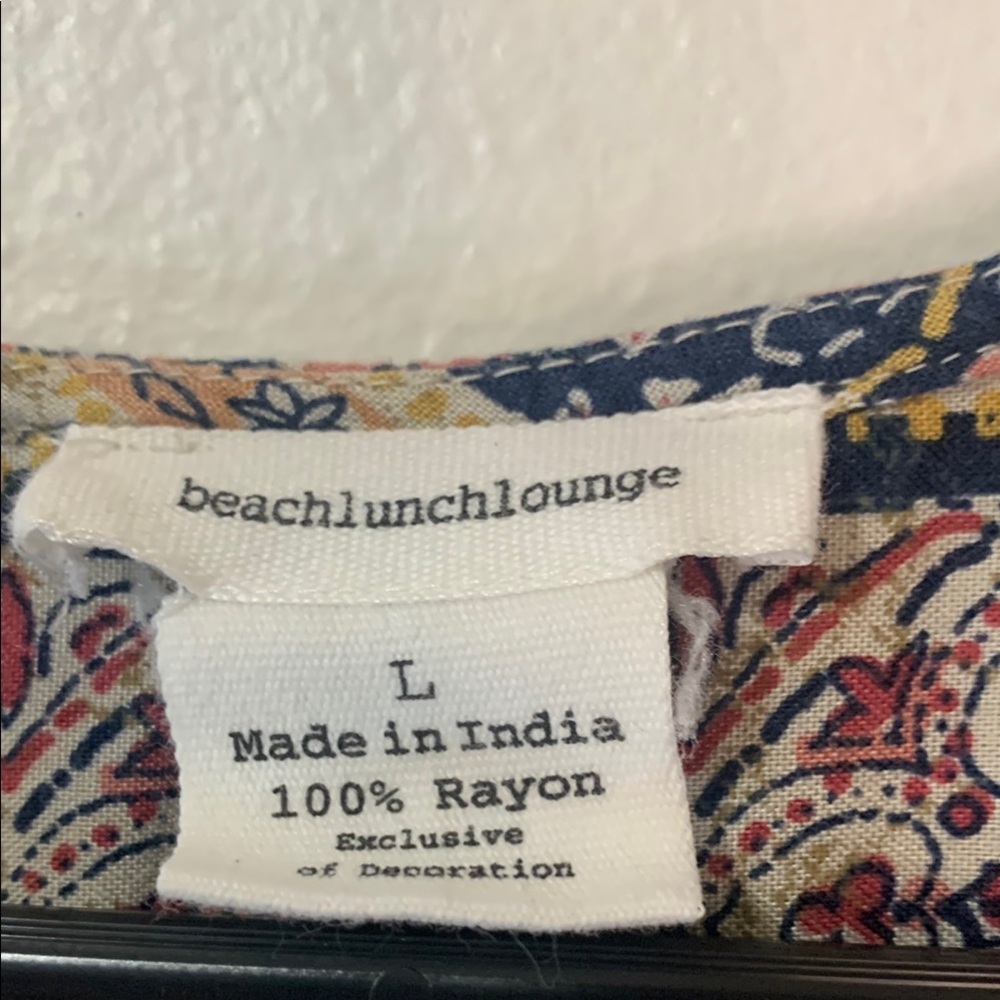 beachlunchlounge
L
Made in India
100% Rayon
Exclusive
of Decoration